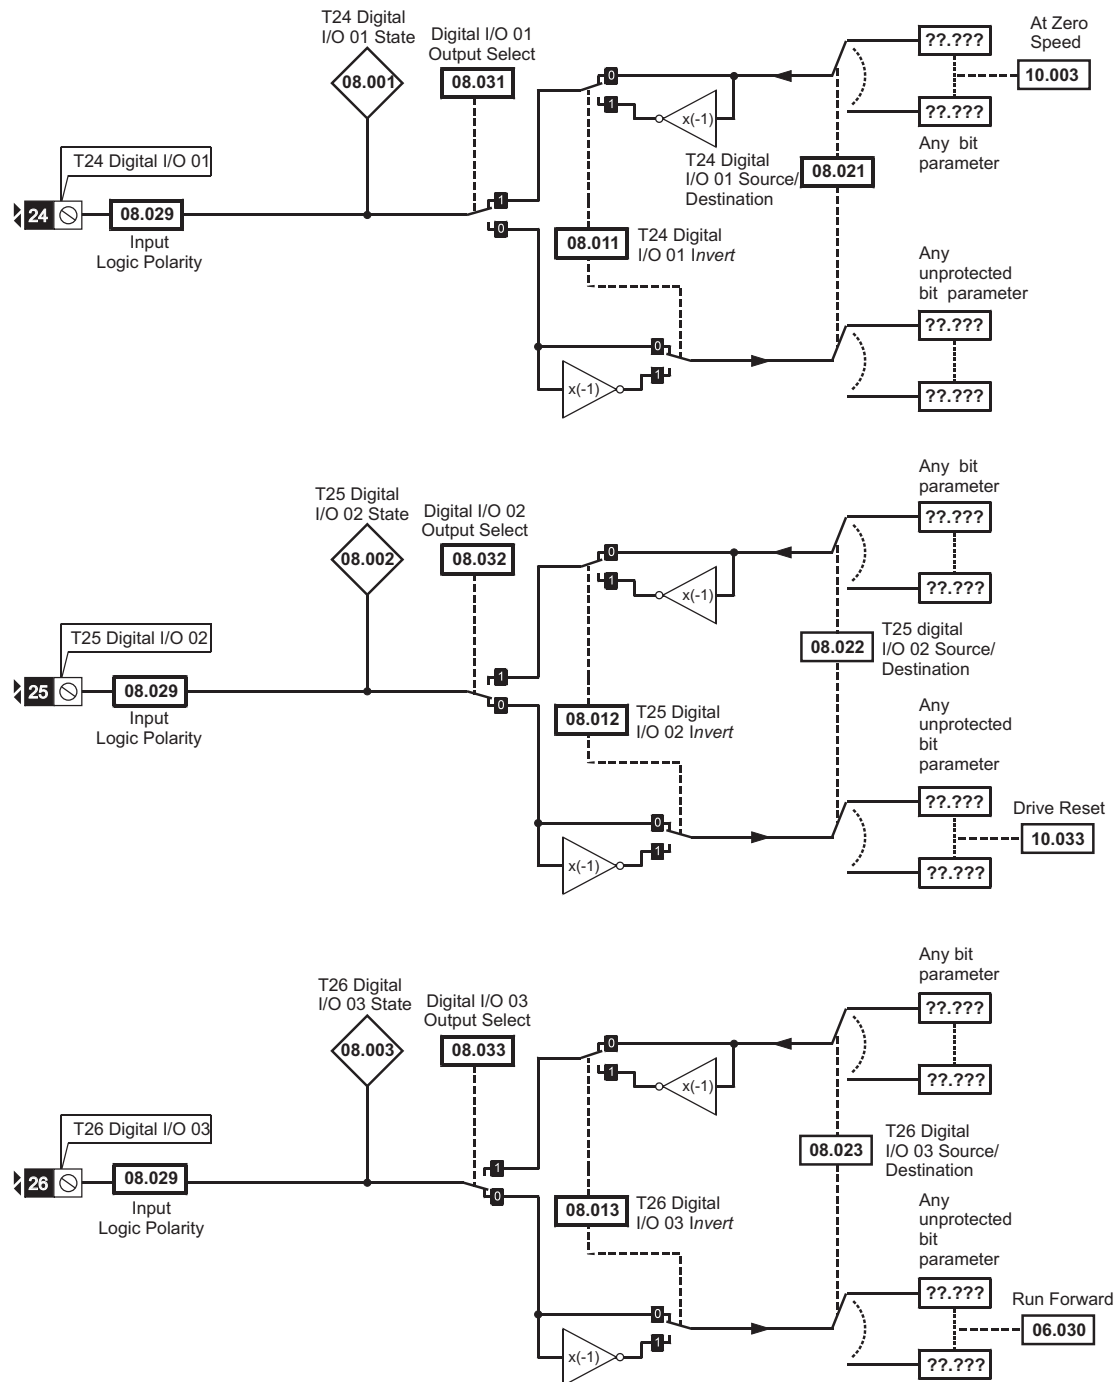 T24 Digital
I/O 01 State
Digital I/O 01
Output Select
At Zero
Speed
08.001
08.031
0
1
x(-1)
??.???
10.003
??.???
Any bit
parameter
T24 Digital I/O 01
T24 Digital
I/O 01 Source/
Destination
08.021
24
08.029
Input
Logic Polarity
1
0
08.011
T24 Digital
I/O 01 Invert
Any
unprotected
bit parameter
??.???
0
1
x(-1)
??.???
T25 Digital
I/O 02 State
Digital I/O 02
Output Select
Any bit
parameter
08.002
08.032
0
1
x(-1)
??.???
??.???
T25 Digital I/O 02
08.022
T25 digital
I/O 02 Source/
Destination
25
08.029
Input
Logic Polarity
1
0
08.012
T25 Digital
I/O 02 Invert
Any
unprotected
bit
parameter
??.???
0
1
x(-1)
Drive Reset
10.033
??.???
T26 Digital
I/O 03 State
Digital I/O 03
Output Select
Any bit
parameter
08.003
08.033
0
1
x(-1)
??.???
??.???
T26 Digital I/O 03
08.023
T26 Digital
I/O 03 Source/
Destination
26
08.029
Input
Logic Polarity
1
0
08.013
T26 Digital
I/O 03 Invert
Any
unprotected
bit
parameter
??.???
0
1
x(-1)
Run Forward
06.030
??.???